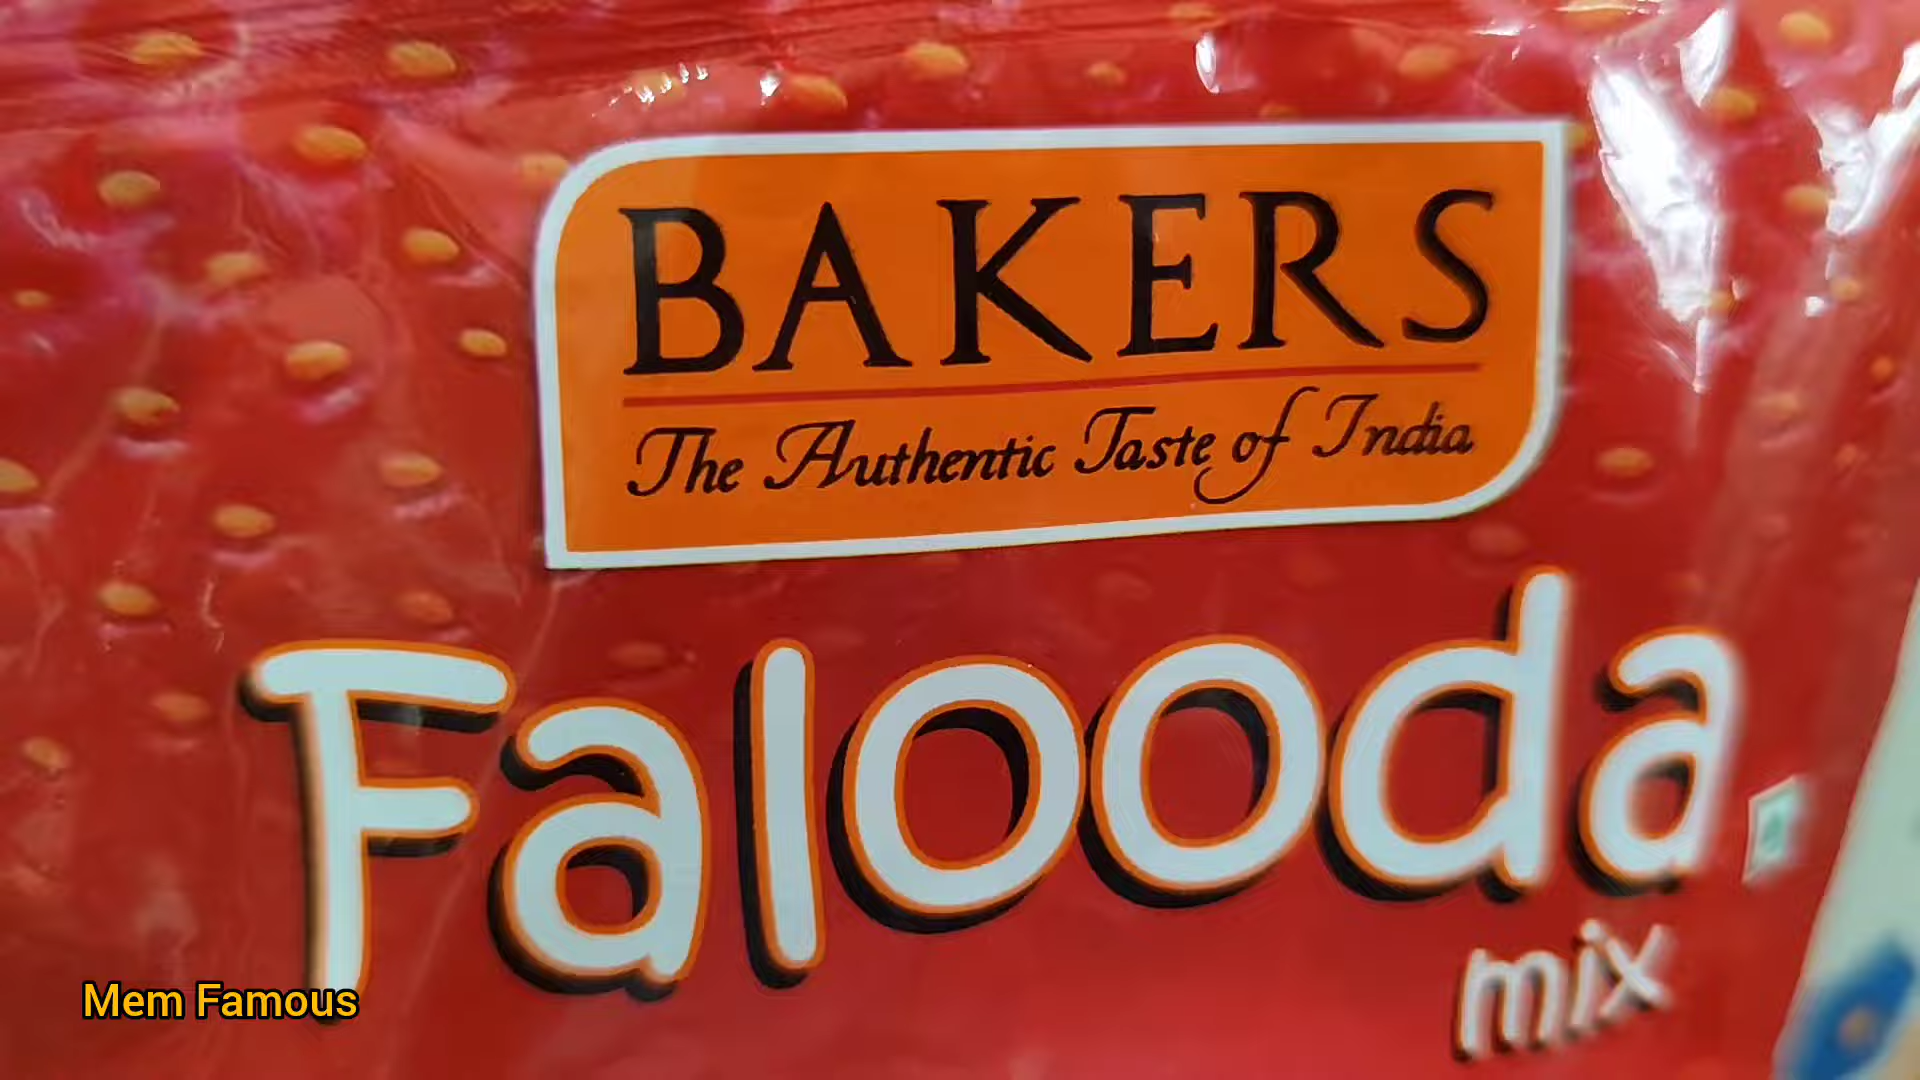 BAKERS
The Authentic Taste of India
Falooda
mix
Mem Famous